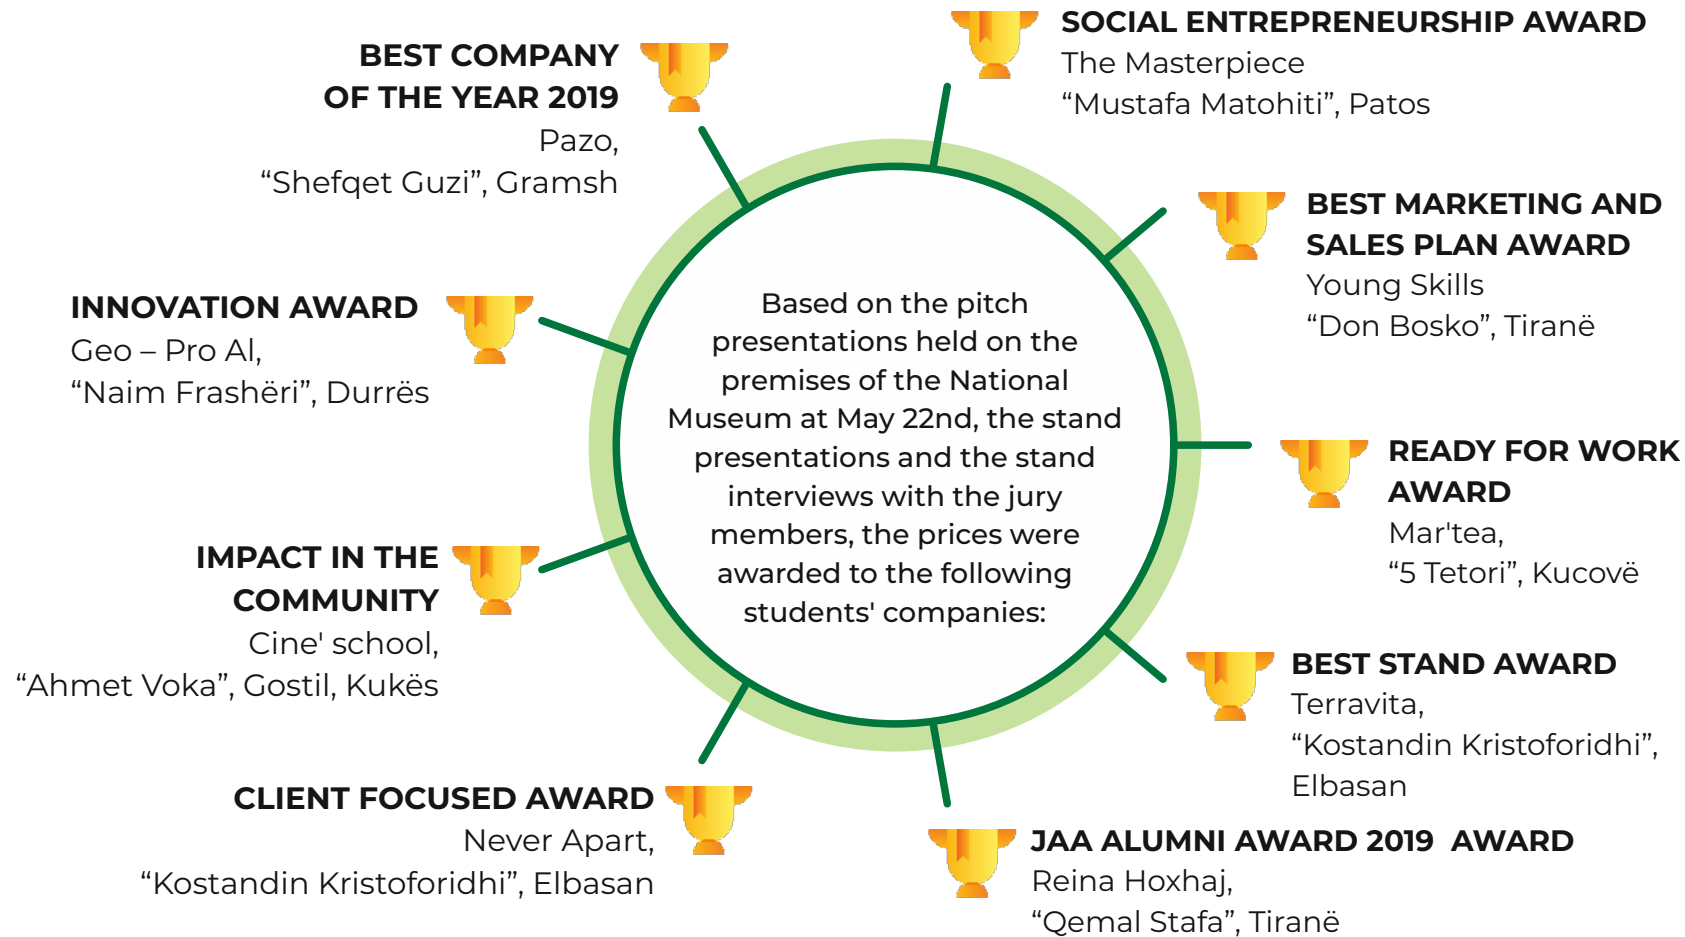 BEST COMPANY
OF THE YEAR 2019
Pazo,
“Shefqet Guzi”, Gramsh
SOCIAL ENTREPRENEURSHIP AWARD
The Masterpiece
“Mustafa Matohiti”, Patos
BEST MARKETING AND
SALES PLAN AWARD
Young Skills
“Don Bosko”, Tiranë
INNOVATION AWARD
Geo – Pro Al,
“Naim Frashëri”, Durrës
Based on the pitch
presentations held on the
premises of the National
Museum at May 22nd, the stand
presentations and the stand
interviews with the jury
members, the prices were
awarded to the following
students' companies:
READY FOR WORK
AWARD
Mar'tea,
“5 Tetori”, Kucovë
IMPACT IN THE
COMMUNITY
Cine' school,
“Ahmet Voka”, Gostil, Kukës
BEST STAND AWARD
Terravita,
“Kostandin Kristoforidhi”,
Elbasan
CLIENT FOCUSED AWARD
Never Apart,
“Kostandin Kristoforidhi”, Elbasan
JAA ALUMNI AWARD 2019  AWARD
Reina Hoxhaj,
“Qemal Stafa”, Tiranë